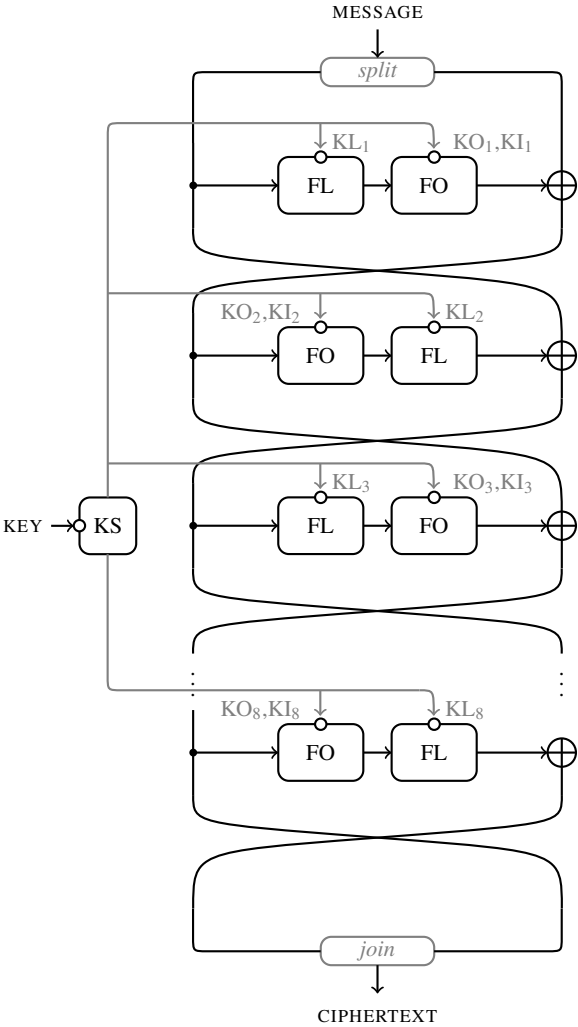 MESSAGE
split
KL₁ KO₁,KI₁
FL FO
KO₂,KI₂ KL₂
FO FL
KL₃ KO₃,KI₃
KEY KS FL FO
KO₈,KI₈ KL₈
FO FL
join
CIPHERTEXT